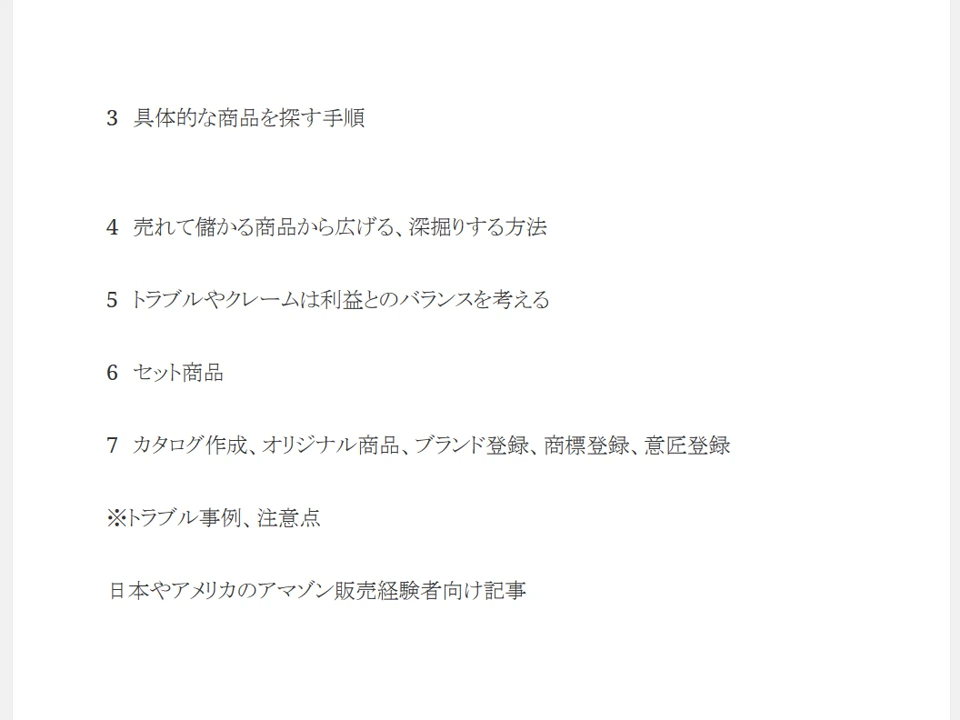 3 具体的な商品を探す手順
4 売れて儲かる商品から広げる、深掘りする方法
5 トラブルやクレームは利益とのバランスを考える
6 セット商品
7 カタログ作成、オリジナル商品、ブランド登録、商標登録、意匠登録
※トラブル事例、注意点
日本やアメリカのアマゾン販売経験者向け記事